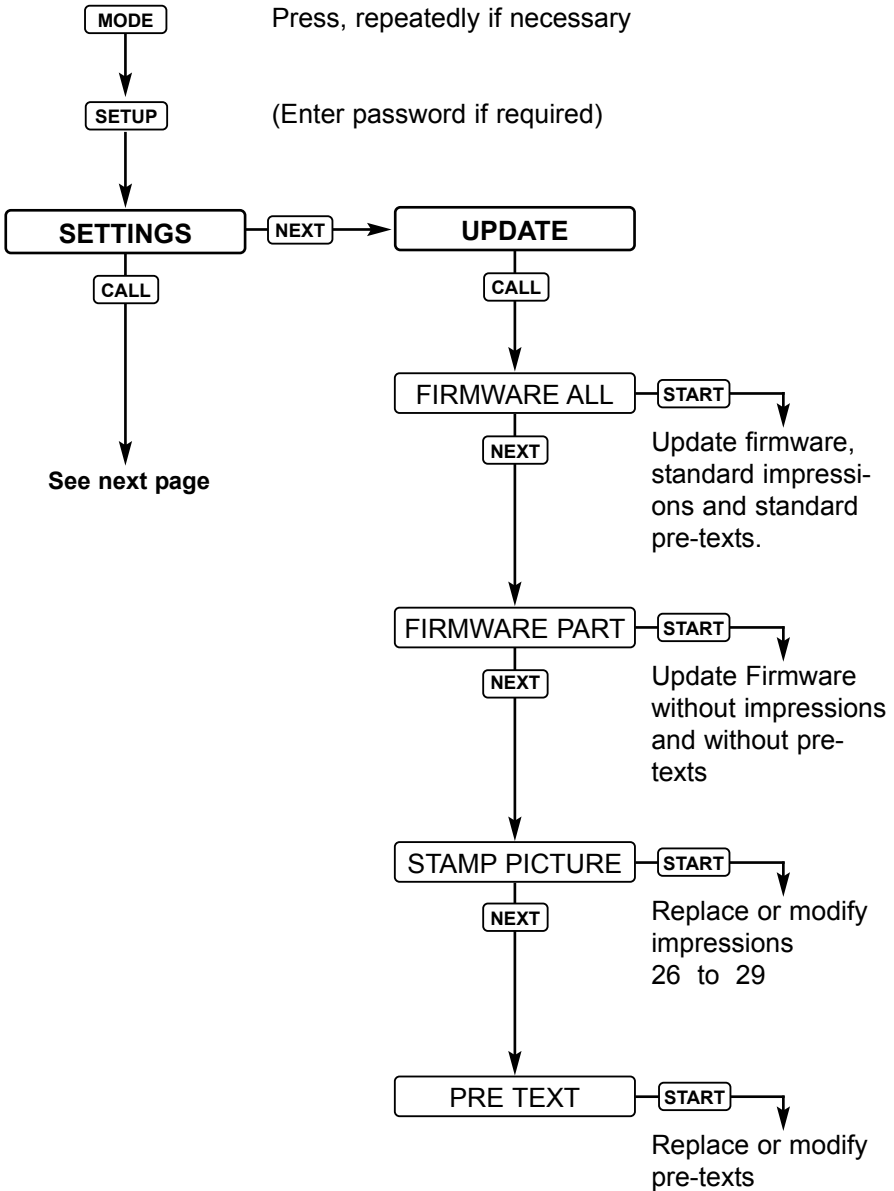 MODE Press, repeatedly if necessary
SETUP (Enter password if required)
SETTINGS NEXT UPDATE
CALL CALL
FIRMWARE ALL START
NEXT
See next page
Update firmware,
standard impressi-
ons and standard
pre-texts.
FIRMWARE PART START
NEXT
Update Firmware
without impressions
and without pre-
texts
STAMP PICTURE START
NEXT
Replace or modify
impressions
26 to 29
PRE TEXT START
Replace or modify
pre-texts